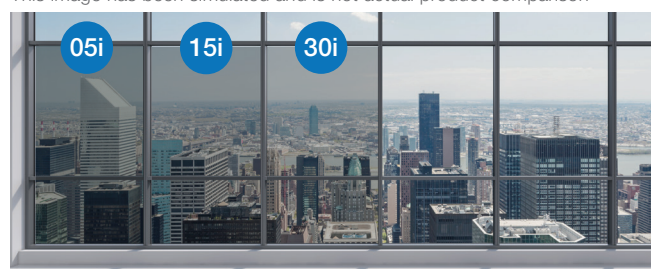 This image has been simulated and is not actual product comparison
05i 15i 30i